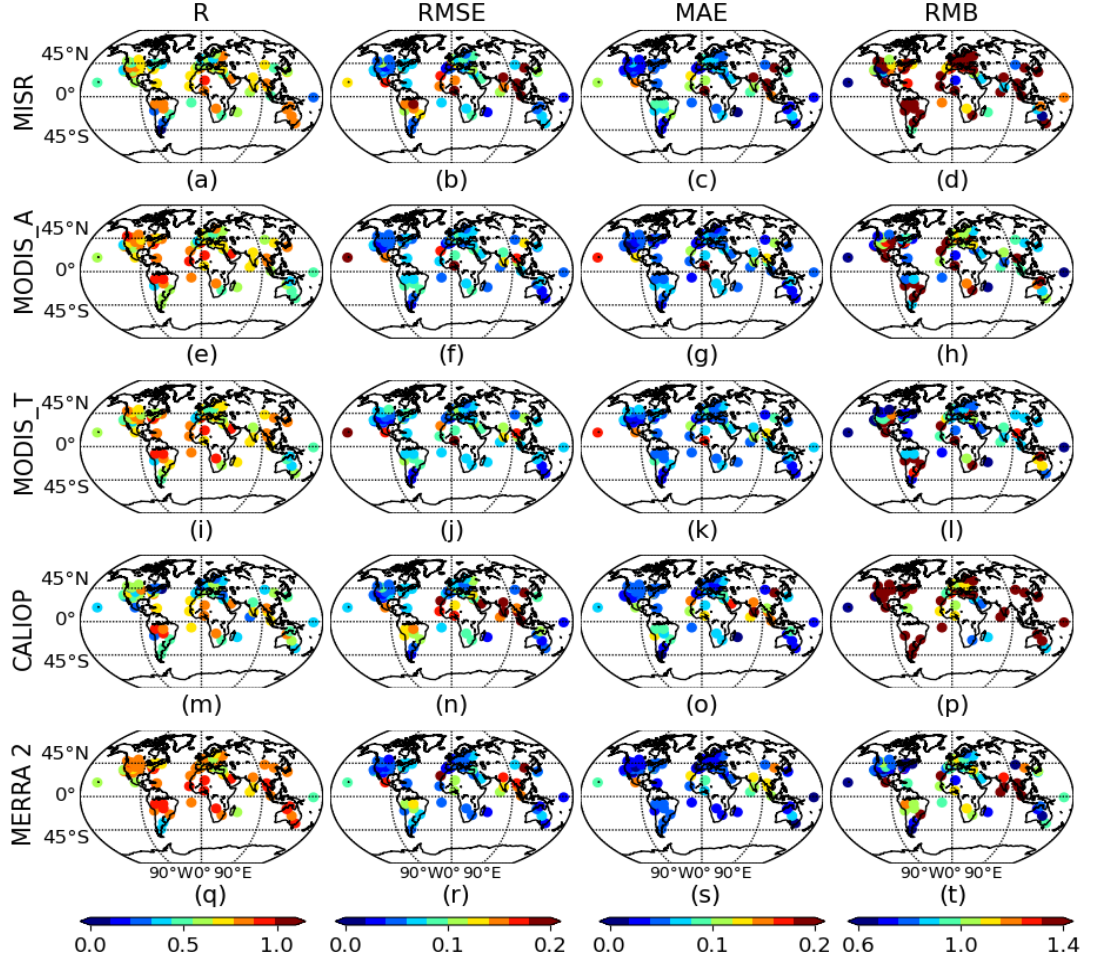 R RMSE MAE RMB
MISR
45°N
0°
45°S
(a) (b) (c) (d)
MODIS_A
45°N
0°
45°S
(e) (f) (g) (h)
MODIS_T
45°N
0°
45°S
(i) (j) (k) (l)
CALIOP
45°N
0°
45°S
(m) (n) (o) (p)
MERRA 2
45°N
0°
45°S
90°W0° 90°E 90°W0° 90°E 90°W0° 90°E 90°W0° 90°E
(q) (r) (s) (t)
0.0 0.5 1.0 0.0 0.1 0.2 0.0 0.1 0.2 0.6 1.0 1.4